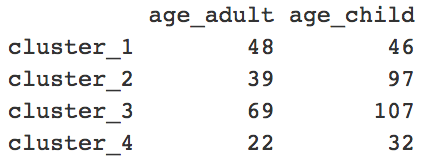 age_adult age_child
cluster_1 48 46
cluster_2 39 97
cluster_3 69 107
cluster_4 22 32